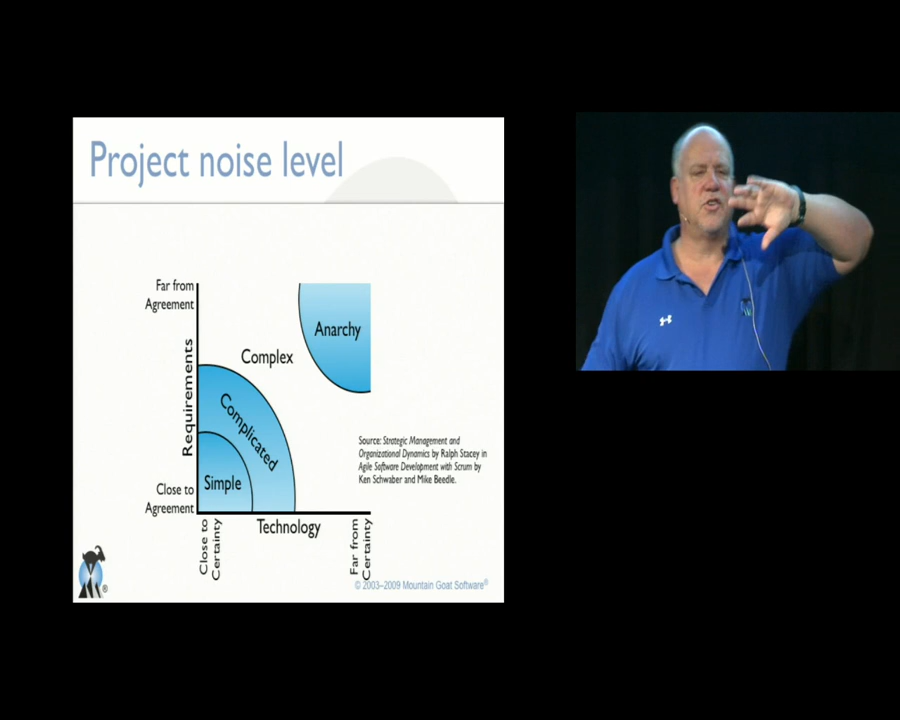 Project noise level
Far from
Agreement
Requirements
Close to
Agreement
Anarchy
Complex
Complicated
Simple
Source: Strategic Management and
Organizational Dynamics by Ralph Stacey in
Agile Software Development with Scrum by
Ken Schwaber and Mike Beedle.
Close to
Certainty
Technology
Far from
Certainty
© 2003–2009 Mountain Goat Software®